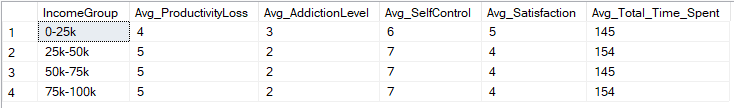 IncomeGroup Avg_ProductivityLoss Avg_AddictionLevel Avg_SelfControl Avg_Satisfaction Avg_Total_Time_Spent
1 0-25k 4 3 6 5 145
2 25k-50k 5 2 7 4 154
3 50k-75k 5 2 7 4 145
4 75k-100k 5 2 7 4 154